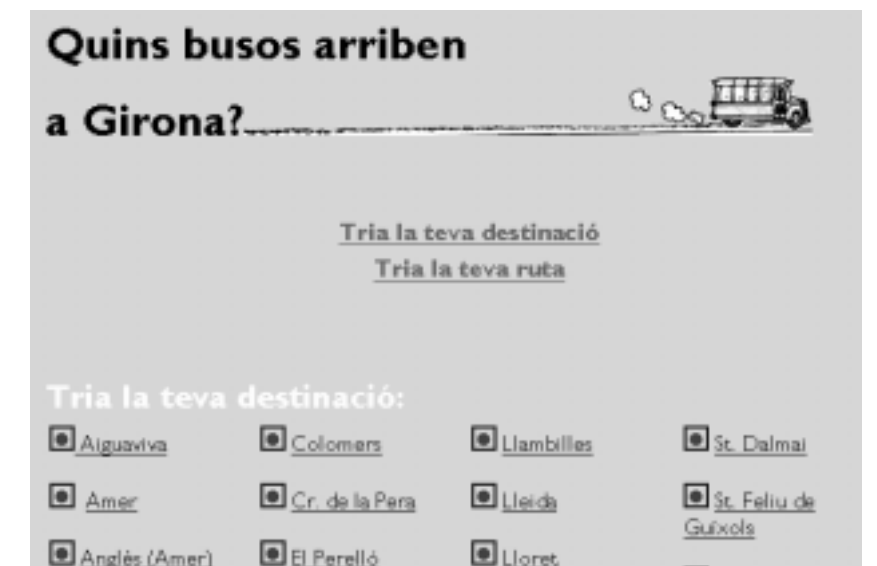 Quins busos arriben
a Girona?
Tria la teva destinació
Tria la teva ruta
Tria la teva destinació:
Aiguaviva Colomers Llambilles St. Dalmai
Amer Cr. de la Pera Lleida St. Feliu de
Guíxols
Anglès (Amer) El Perelló Lloret